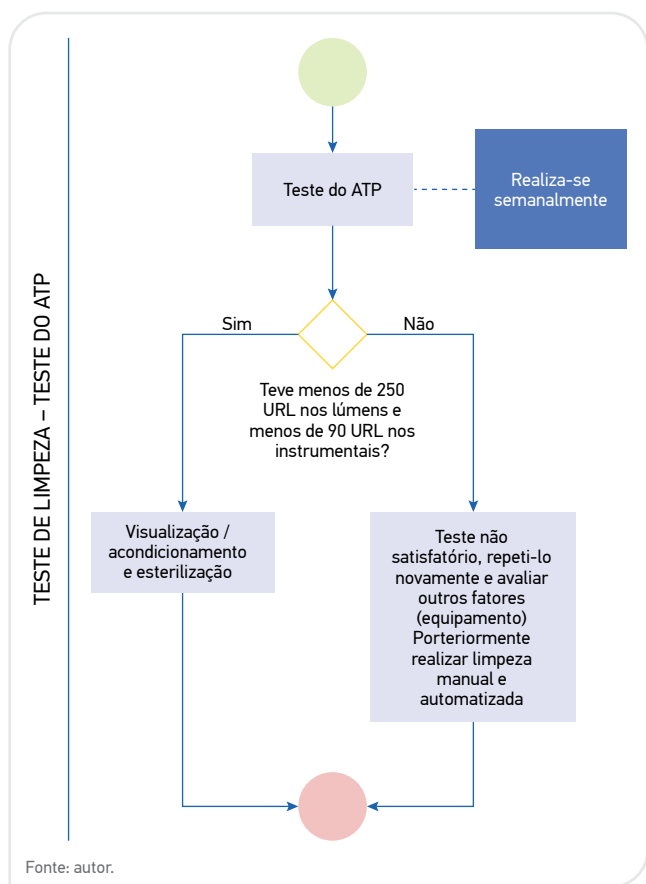 TESTE DE LIMPEZA – TESTE DO ATP
Teste do ATP
Realiza-se
semanalmente
Sim
Não
Teve menos de 250
URL nos lúmens e
menos de 90 URL nos
instrumentais?
Visualização /
acondicionamento
e esterilização
Teste não
satisfatório, repeti-lo
novamente e avaliar
outros fatores
(equipamento)
Porteriormente
realizar limpeza
manual e
automatizada
Fonte: autor.